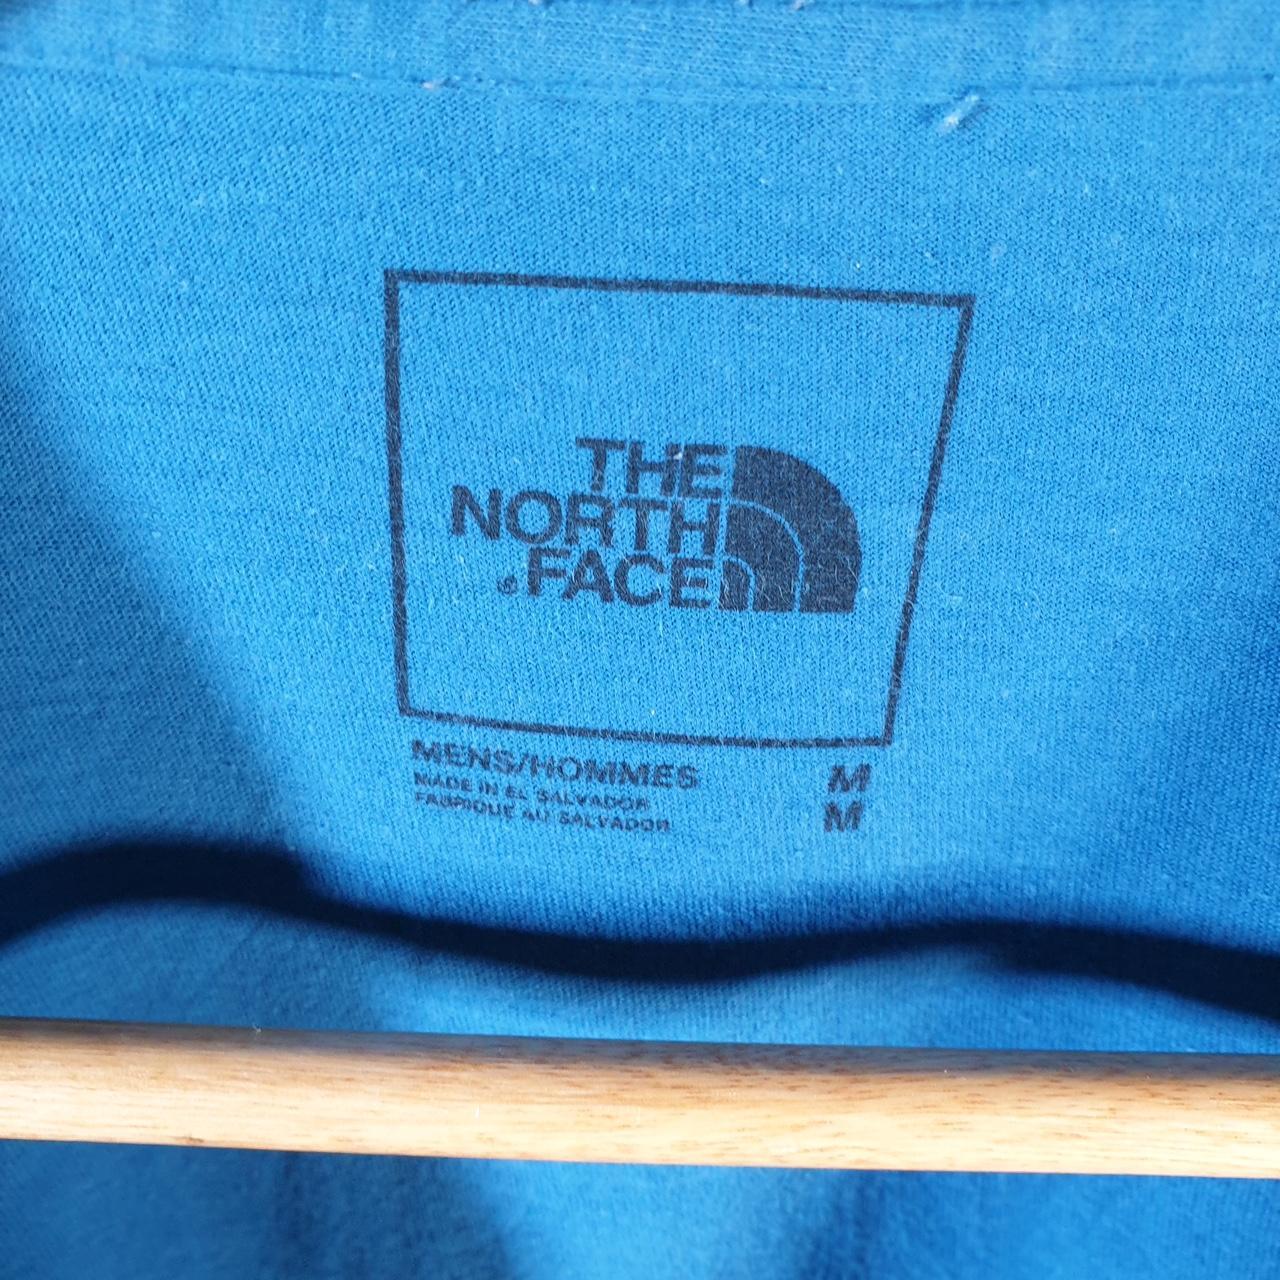 THE
NORTH
FACE
MENS/HOMMES M
MADE IN EL SALVADOR M
FABRIQUE AU SALVADOR